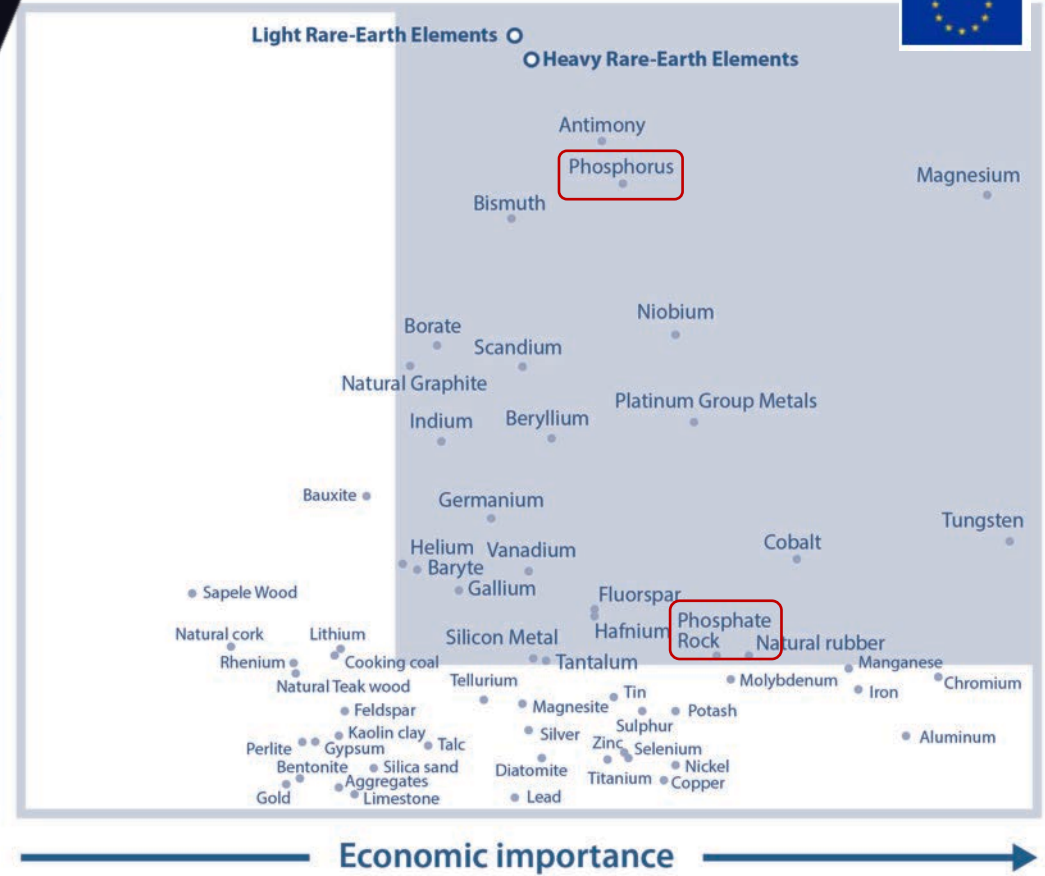 Light Rare-Earth Elements
Heavy Rare-Earth Elements
Antimony
Phosphorus
Magnesium
Bismuth
Niobium
Borate
Scandium
Natural Graphite
Platinum Group Metals
Indium
Beryllium
Bauxite
Germanium
Tungsten
Cobalt
Helium
Vanadium
Baryte
Gallium
Sapele Wood
Fluorspar
Hafnium
Phosphate
Rock
Natural rubber
Natural cork
Lithium
Silicon Metal
Rhenium
Cooking coal
Tantalum
Manganese
Natural Teak wood
Tellurium
Molybdenum
Chromium
Iron
Tin
Magnesite
Feldspar
Potash
Sulphur
Kaolin clay
Silver
Aluminum
Perlite
Gypsum
Talc
Zinc
Selenium
Bentonite
Silica sand
Diatomite
Nickel
Titanium
Copper
Aggregates
Gold
Limestone
Lead
Economic importance